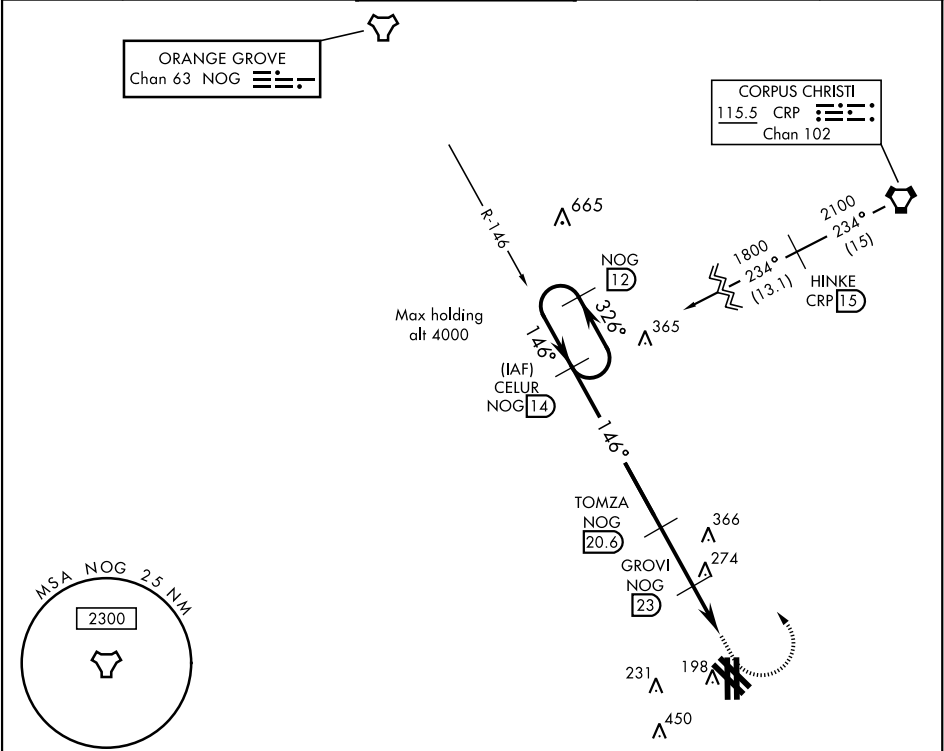 ORANGE GROVE
Chan 63 NOG
CORPUS CHRISTI
115.5 CRP
Chan 102
R-146
665
2100
234°
(15)
1800
234°
(13.1)
HINKE
CRP 15
NOG
12
326°
146°
365
Max holding
alt 4000
(IAF)
CELUR
NOG 14
146°
TOMZA
NOG
20.6
366
274
GROVI
NOG
23
MSA NOG 25 NM
2300
231
198
450